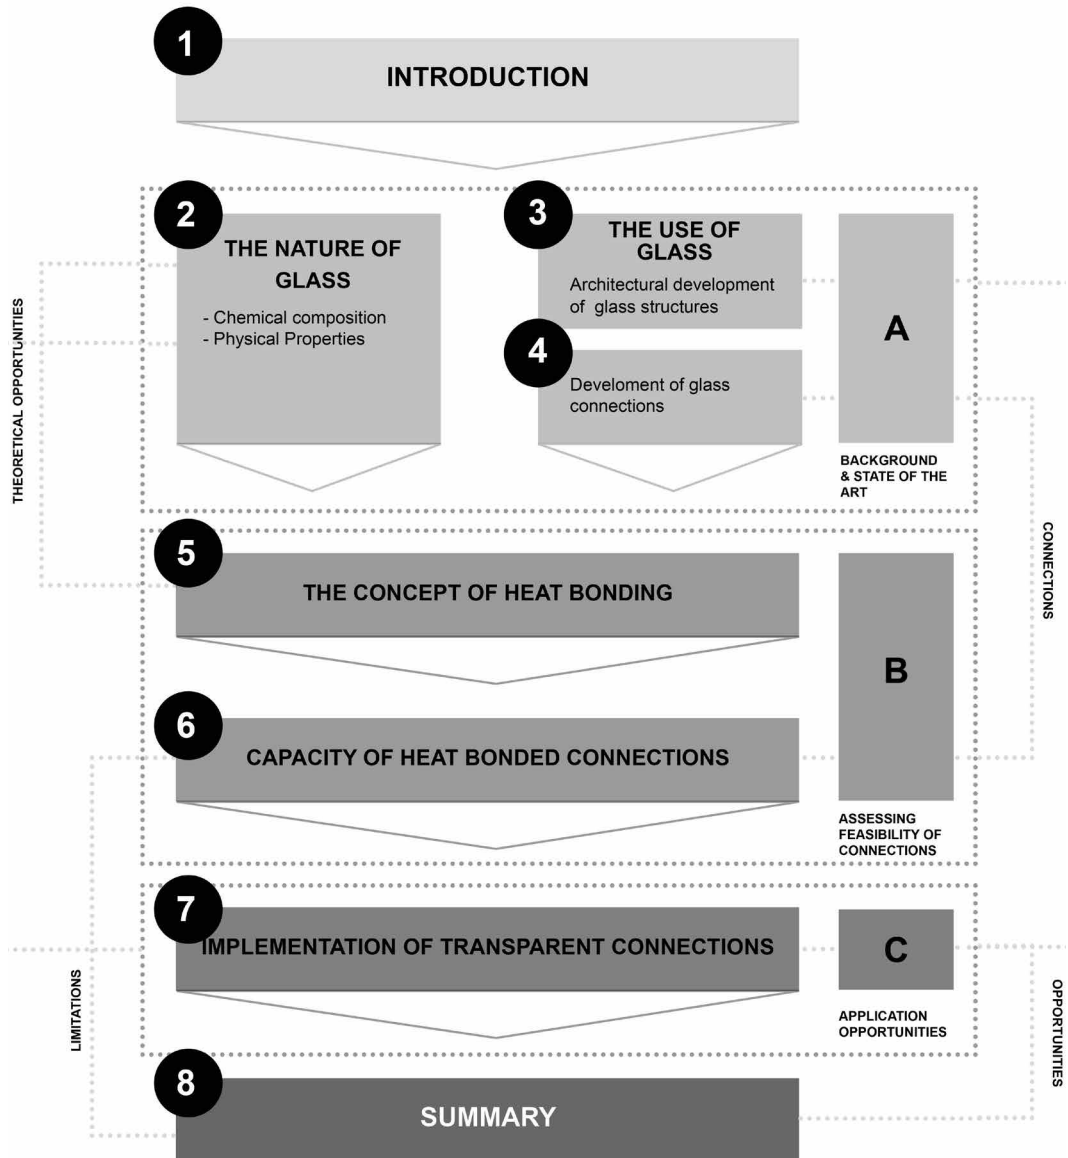 1
INTRODUCTION
2
THE NATURE OF
GLASS
- Chemical composition
- Physical Properties
3
THE USE OF
GLASS
Architectural development
of glass structures
4
Develoment of glass
connections
A
BACKGROUND
& STATE OF THE
ART
THEORETICAL OPPORTUNITIES
5
THE CONCEPT OF HEAT BONDING
B
CONNECTIONS
6
CAPACITY OF HEAT BONDED CONNECTIONS
ASSESSING
FEASIBILITY OF
CONNECTIONS
7
IMPLEMENTATION OF TRANSPARENT CONNECTIONS
C
APPLICATION
OPPORTUNITIES
LIMITATIONS
OPPORTUNITIES
8
SUMMARY